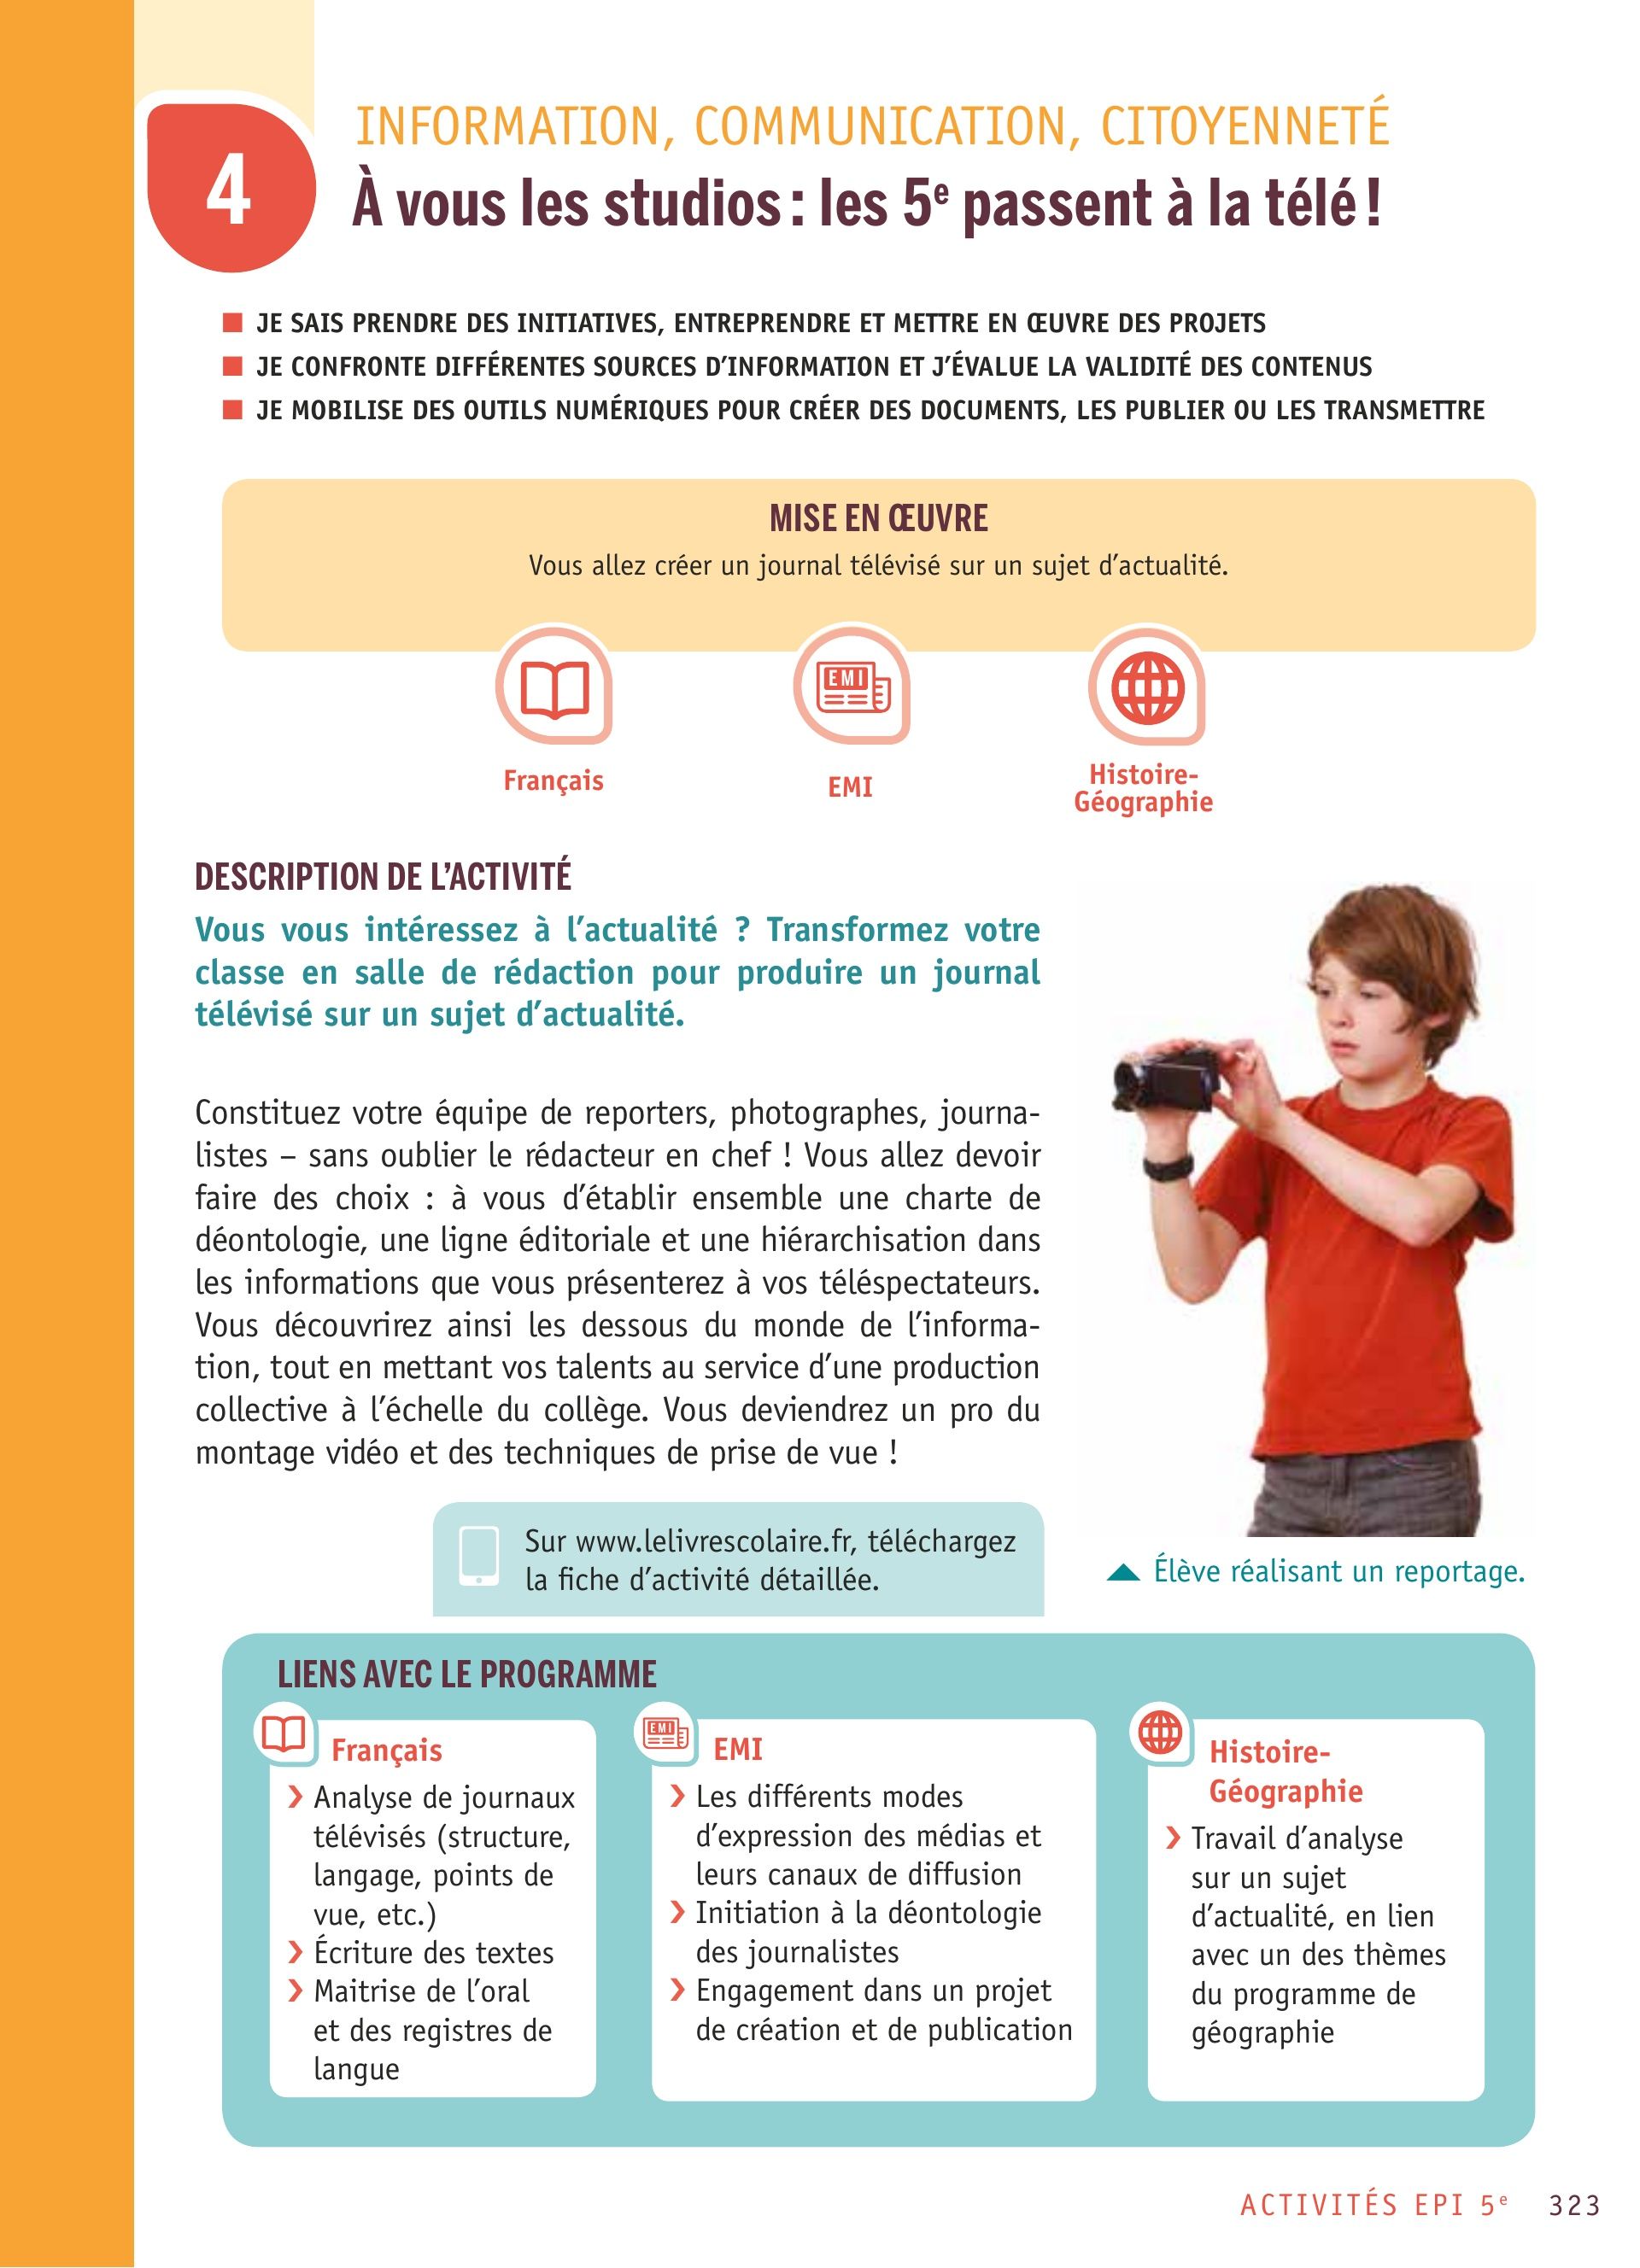 4
INFORMATION, COMMUNICATION, CITOYENNETÉ
À vous les studios : les 5e passent à la télé !
JE SAIS PRENDRE DES INITIATIVES, ENTREPRENDRE ET METTRE EN ŒUVRE DES PROJETS
JE CONFRONTE DIFFÉRENTES SOURCES D’INFORMATION ET J’ÉVALUE LA VALIDITÉ DES CONTENUS
JE MOBILISE DES OUTILS NUMÉRIQUES POUR CRÉER DES DOCUMENTS, LES PUBLIER OU LES TRANSMETTRE
MISE EN ŒUVRE
Vous allez créer un journal télévisé sur un sujet d’actualité.
EMI
Français
EMI
Histoire-
Géographie
DESCRIPTION DE L’ACTIVITÉ
Vous vous intéressez à l’actualité ? Transformez votre
classe en salle de rédaction pour produire un journal
télévisé sur un sujet d’actualité.
Constituez votre équipe de reporters, photographes, journa-
listes – sans oublier le rédacteur en chef ! Vous allez devoir
faire des choix : à vous d’établir ensemble une charte de
déontologie, une ligne éditoriale et une hiérarchisation dans
les informations que vous présenterez à vos téléspectateurs.
Vous découvrirez ainsi les dessous du monde de l’informa-
tion, tout en mettant vos talents au service d’une production
collective à l’échelle du collège. Vous deviendrez un pro du
montage vidéo et des techniques de prise de vue !
Sur www.lelivrescolaire.fr, téléchargez
la fiche d’activité détaillée.
Élève réalisant un reportage.
LIENS AVEC LE PROGRAMME
Français
Analyse de journaux
télévisés (structure,
langage, points de
vue, etc.)
Écriture des textes
Maitrise de l’oral
et des registres de
langue
EMI
EMI
Les différents modes
d’expression des médias et
leurs canaux de diffusion
Initiation à la déontologie
des journalistes
Engagement dans un projet
de création et de publication
Histoire-
Géographie
Travail d’analyse
sur un sujet
d’actualité, en lien
avec un des thèmes
du programme de
géographie
ACTIVITÉS EPI 5e 323